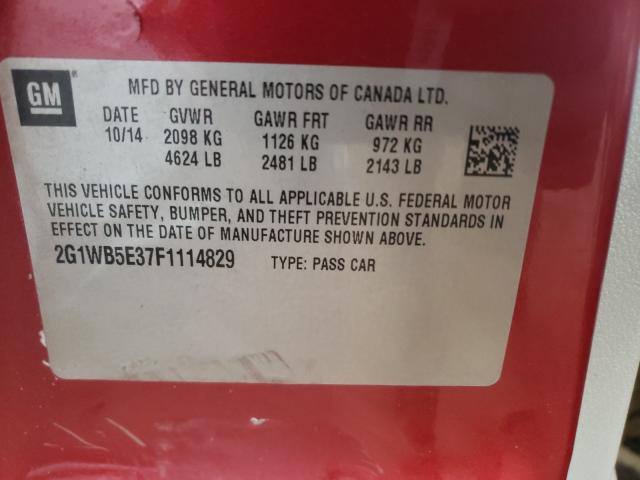 GM
MFD BY GENERAL MOTORS OF CANADA LTD.
DATE GVWR GAWR FRT GAWR RR
10/14 2098 KG 1126 KG 972 KG
4624 LB 2481 LB 2143 LB
THIS VEHICLE CONFORMS TO ALL APPLICABLE U.S. FEDERAL MOTOR
VEHICLE SAFETY, BUMPER, AND THEFT PREVENTION STANDARDS IN
EFFECT ON THE DATE OF MANUFACTURE SHOWN ABOVE.
2G1WB5E37F1114829 TYPE: PASS CAR